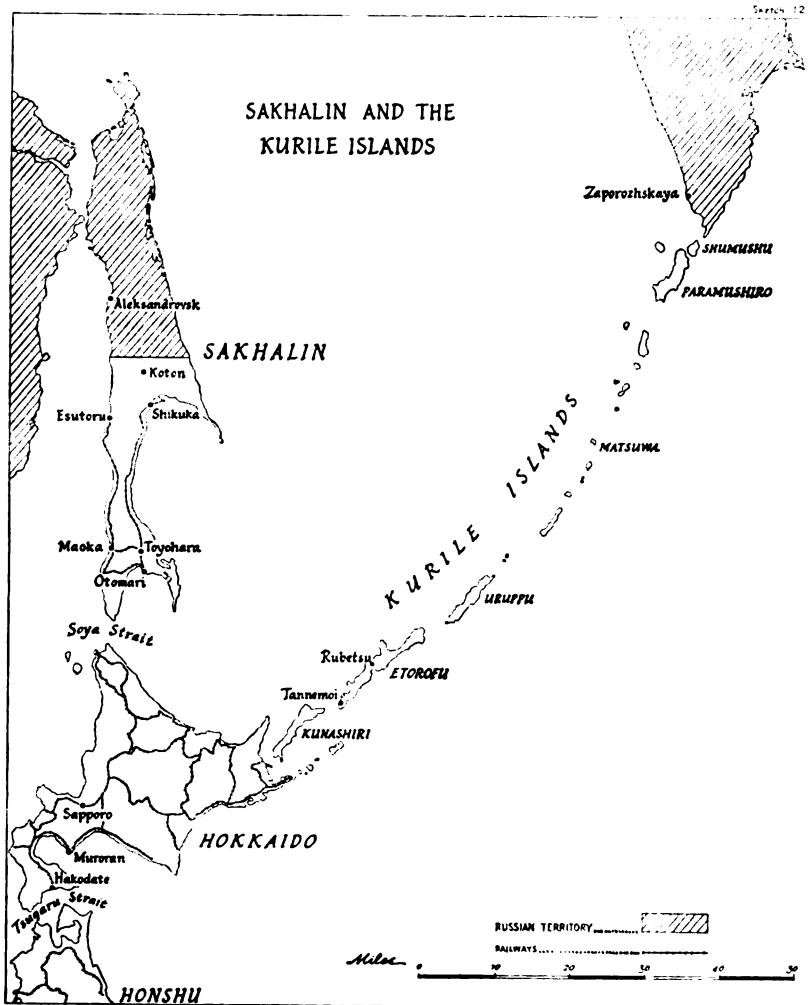 Sketch 12
SAKHALIN AND THE
KURILE ISLANDS
Zaporozhskaya
SHUMUSHU
PARAMUSHIRO
Aleksandrovsk
SAKHALIN
Koton
Esutoru
Shikuka
KURILE ISLANDS
MATSUWA
Maoka
Toyohara
Otomari
URUPPU
Soya Strait
Rubetsu
ETOROFU
Tannemoi
KUNASHIRI
Sapporo
HOKKAIDO
Muroran
Hakodate
Tsugaru Strait
RUSSIAN TERRITORY
RAILWAYS
Miles
0 10 20 30 40 50
HONSHU